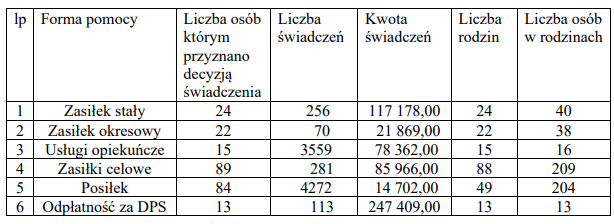 lp Forma pomocy Liczba osób Liczba Kwota Liczba Liczba osób
którym świadczeń świadczeń rodzin w rodzinach
przyznano
decyzją
świadczenia
1 Zasiłek stały 24 256 117 178,00 24 40
2 Zasiłek okresowy 22 70 21 869,00 22 38
3 Usługi opiekuńcze 15 3559 78 362,00 15 16
4 Zasiłki celowe 89 281 85 966,00 88 209
5 Posiłek 84 4272 14 702,00 49 204
6 Odpłatność za DPS 13 113 247 409,00 13 13